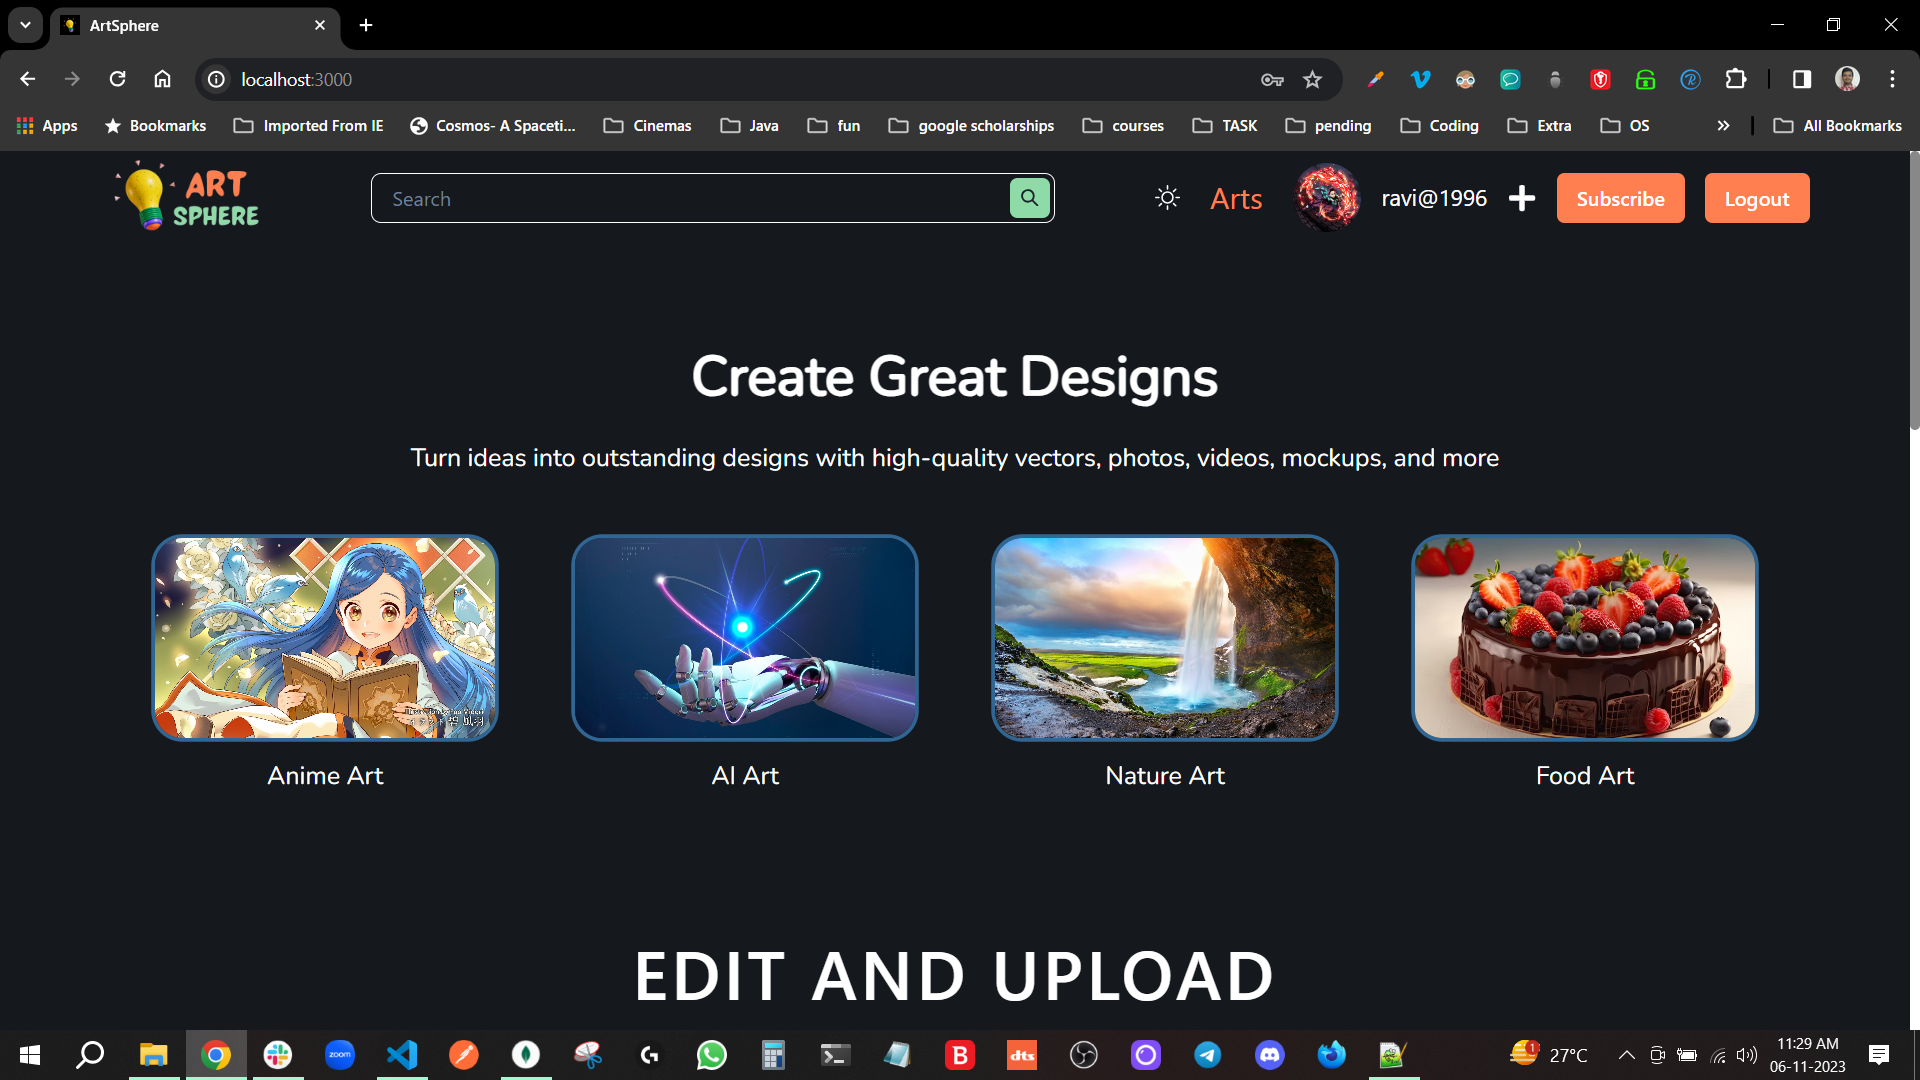 ArtSphere
localhost:3000
Apps
Bookmarks
Imported From IE
Cosmos- A Spaceti...
Cinemas
Java
fun
google scholarships
courses
TASK
pending
Coding
Extra
OS
All Bookmarks
ART
SPHERE
Search
Arts
ravi@1996
Subscribe
Logout
Create Great Designs
Turn ideas into outstanding designs with high-quality vectors, photos, videos, mockups, and more
Anime Art
AI Art
Nature Art
Food Art
EDIT AND UPLOAD
zoom
B
dts
1
27°C
11:29 AM
06-11-2023